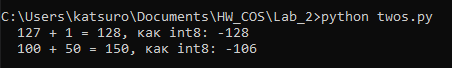 C:\Users\katsuro\Documents\HW_COS\Lab_2>python twos.py
127 + 1 = 128, как int8: -128
100 + 50 = 150, как int8: -106